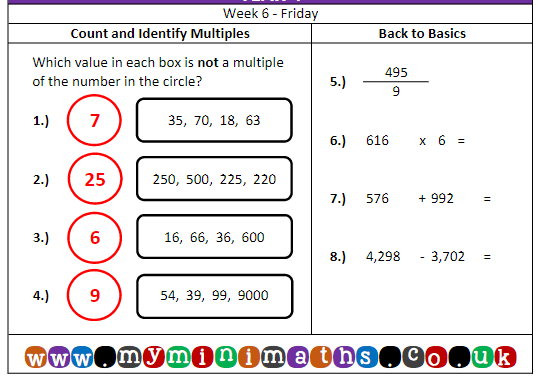 Week 6 - Friday
Count and Identify Multiples
Which value in each box is not a multiple
of the number in the circle?
1.) 7 35, 70, 18, 63
2.) 25 250, 500, 225, 220
3.) 6 16, 66, 36, 600
4.) 9 54, 39, 99, 9000
Back to Basics
5.) 495
9
6.) 616 x 6 =
7.) 576 + 992 =
8.) 4,298 - 3,702 =
www.myminimaths.co.uk